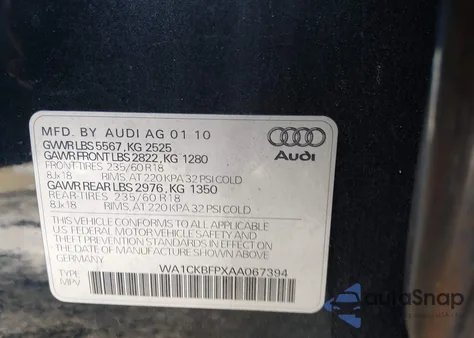 MFD. BY AUDI AG 01 10
GVWR LBS 5567, KG 2525
GAWR FRONT LBS 2822, KG 1280
FRONT-TIRES 235/60 R18
8Jx18 RIMS, AT 220 KPA 32 PSI COLD
GAWR REAR LBS 2976, KG 1350
REAR-TIRES 235/60 R18
8Jx18 RIMS, AT 220 KPA 32 PSI COLD
THIS VEHICLE CONFORMS TO ALL APPLICABLE
U.S FEDERAL MOTOR VEHICLE SAFETY AND
THEFT PREVENTION STANDARDS IN EFFECT ON
THE DATE OF MANUFACTURE SHOWN ABOVE
GERMANY
TYPE: WA1CKBFPXAA067394
MPV
Audi
autoSnap